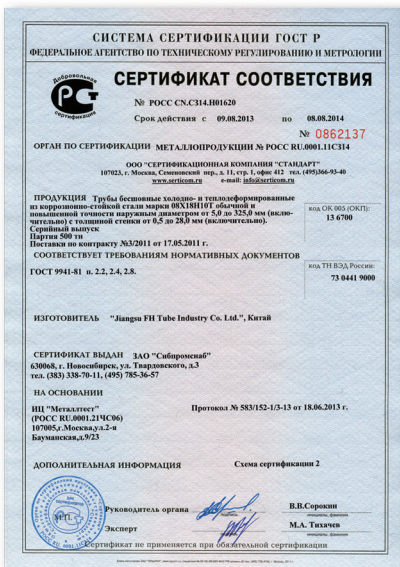 СИСТЕМА СЕРТИФИКАЦИИ ГОСТ Р
ФЕДЕРАЛЬНОЕ АГЕНТСТВО ПО ТЕХНИЧЕСКОМУ РЕГУЛИРОВАНИЮ И МЕТРОЛОГИИ
Добровольная
сертификация
СЕРТИФИКАТ СООТВЕТСТВИЯ
№ РОСС CN.СЗ14.Н01620
Срок действия с 09.08.2013 по 08.08.2014
№ 0862137
ОРГАН ПО СЕРТИФИКАЦИИ МЕТАЛЛОПРОДУКЦИИ № РОСС RU.0001.11СЗ14
ООО "СЕРТИФИКАЦИОННАЯ КОМПАНИЯ "СТАНДАРТ"
107023, г. Москва, Семеновский пер., д. 11, стр. 1, офис 412 тел. (495)366-93-40
www.serticom.ru e-mail: info@serticom.ru
ПРОДУКЦИЯ Трубы бесшовные холодно- и теплодеформированные
из коррозионно-стойкой стали марки 08Х18Н10Т обычной и
повышенной точности наружным диаметром от 5,0 до 325,0 мм (вклю-
чительно) с толщиной стенки от 0,5 до 28,0 мм (включительно).
Серийный выпуск
Партия 500 тн
Поставки по контракту №3/2011 от 17.05.2011 г.
код ОК 005 (ОКП):
13 6700
СООТВЕТСТВУЕТ ТРЕБОВАНИЯМ НОРМАТИВНЫХ ДОКУМЕНТОВ
ГОСТ 9941-81 п. 2.2, 2.4, 2.8.
код ТН ВЭД России:
73 0441 9000
ИЗГОТОВИТЕЛЬ "Jiangsu FH Tube Industry Co. Ltd.", Китай
СЕРТИФИКАТ ВЫДАН ЗАО "Сибпромснаб"
630068, г. Новосибирск, ул. Твардовского, д.3
тел. (383) 338-70-11, (495) 785-36-57
НА ОСНОВАНИИ
ИЦ "Металлтест" Протокол № 583/152-1/3-13 от 18.06.2013 г.
(РОСС RU.0001.21ЧС06)
107005,г.Москва,ул.2-я
Бауманская,д.9/23
ДОПОЛНИТЕЛЬНАЯ ИНФОРМАЦИЯ Схема сертификации 2
М.П.
Руководитель органа В.В.Сорокин
Эксперт М.А. Тихачев
Сертификат не применяется при обязательной сертификации